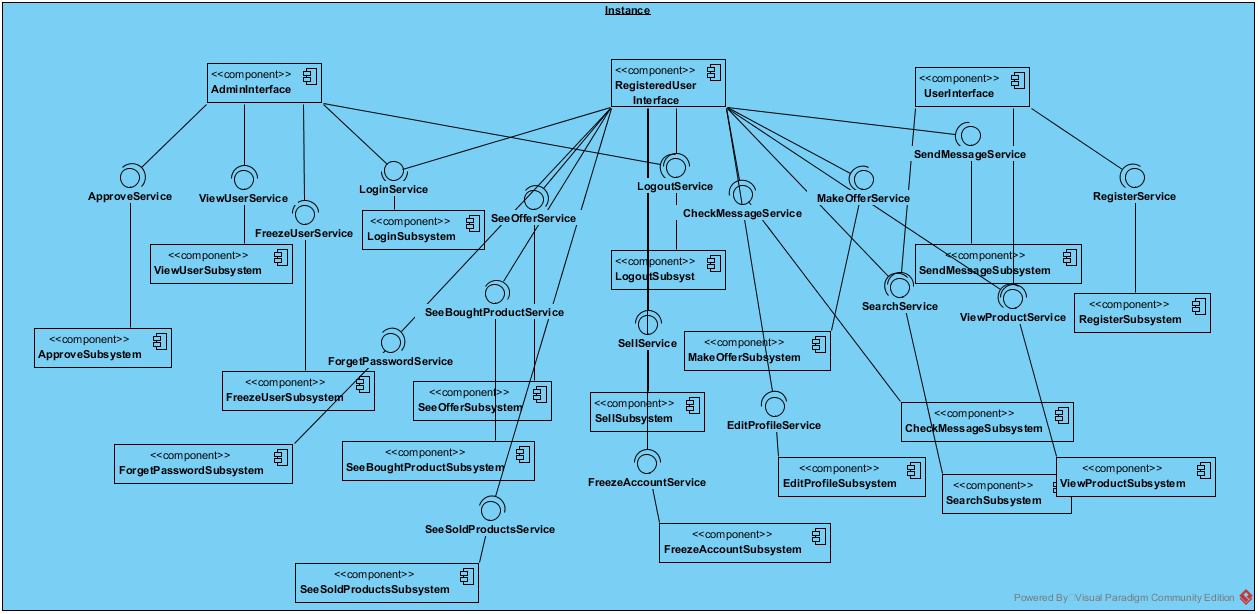 Instance
<<component>>
AdminInterface
<<component>>
RegisteredUser
Interface
<<component>>
UserInterface
SendMessageService
ApproveService
ViewUserService
LoginService
LogoutService
CheckMessageService
MakeOfferService
RegisterService
FreezeUserService
SeeOfferService
<<component>>
LoginSubsystem
<<component>>
ViewUserSubsystem
<<component>>
LogoutSubsyst
<<component>>
SendMessageSubsystem
SeeBoughtProductService
SearchService
ViewProductService
<<component>>
RegisterSubsystem
<<component>>
ApproveSubsystem
ForgetPasswordService
SellService
<<component>>
MakeOfferSubsystem
<<component>>
FreezeUserSubsystem
<<component>>
SeeOfferSubsystem
<<component>>
SellSubsystem
EditProfileService
<<component>>
CheckMessageSubsystem
<<component>>
ForgetPasswordSubsystem
<<component>>
SeeBoughtProductSubsystem
FreezeAccountService
<<component>>
EditProfileSubsystem
<<component>>
SearchSubsystem
<<component>>
ViewProductSubsystem
SeeSoldProductsService
<<component>>
FreezeAccountSubsystem
<<component>>
SeeSoldProductsSubsystem
Powered By Visual Paradigm Community Edition